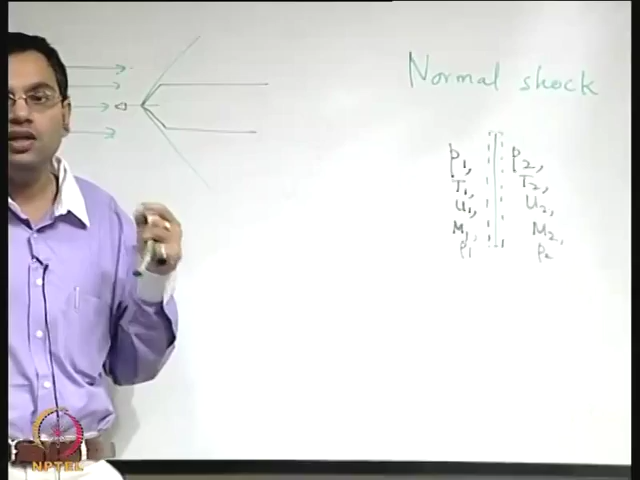 Normal shock
p₁, p₂,
T₁, T₂,
u₁, u₂,
M₁, M₂,
ρ₁ ρ₂
NPTEL